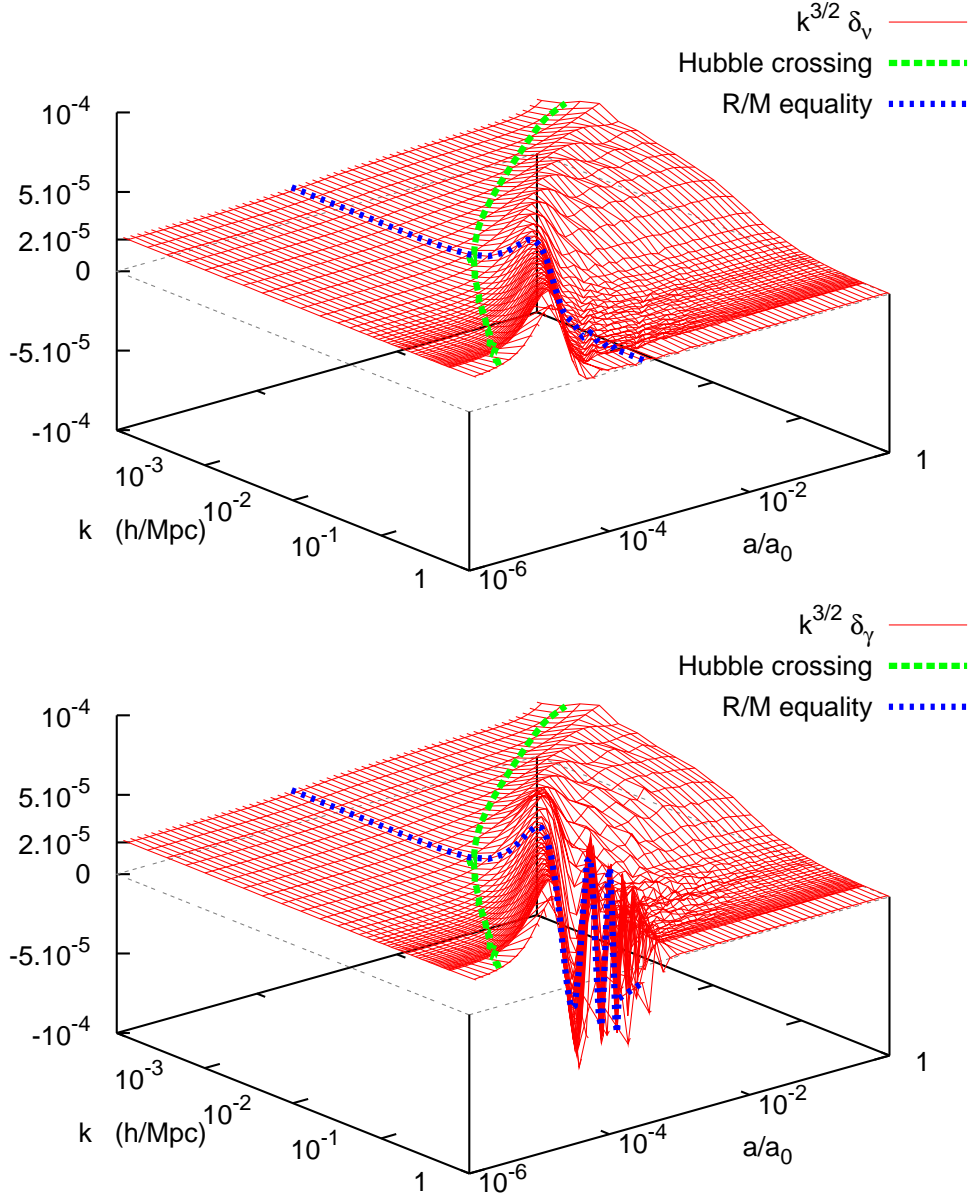 k^{3/2} δ_ν
Hubble crossing
R/M equality
10^{-4}
5.10^{-5}
2.10^{-5}
0
-5.10^{-5}
-10^{-4}
10^{-3}
10^{-2}
10^{-1}
1
k (h/Mpc)
10^{-6}
10^{-4}
10^{-2}
1
a/a_0
k^{3/2} δ_γ
Hubble crossing
R/M equality
10^{-4}
5.10^{-5}
2.10^{-5}
0
-5.10^{-5}
-10^{-4}
10^{-3}
10^{-2}
10^{-1}
1
k (h/Mpc)
10^{-6}
10^{-4}
10^{-2}
1
a/a_0